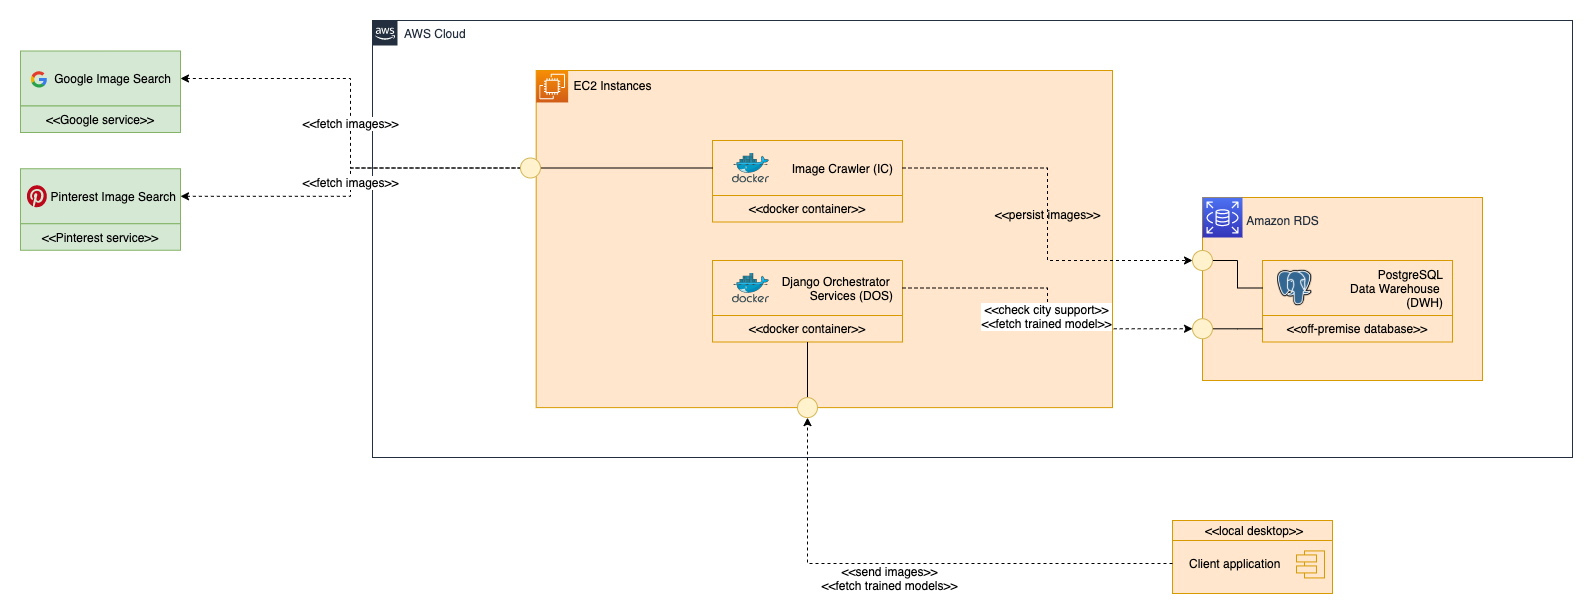 aws
AWS Cloud
Google Image Search
<<Google service>>
Pinterest Image Search
<<Pinterest service>>
<<fetch images>>
<<fetch images>>
EC2 Instances
docker
Image Crawler (IC)
<<docker container>>
docker
Django Orchestrator
Services (DOS)
<<docker container>>
<<persist images>>
<<check city support>>
<<fetch trained model>>
Amazon RDS
PostgreSQL
Data Warehouse
(DWH)
<<off-premise database>>
<<local desktop>>
Client application
<<send images>>
<<fetch trained models>>